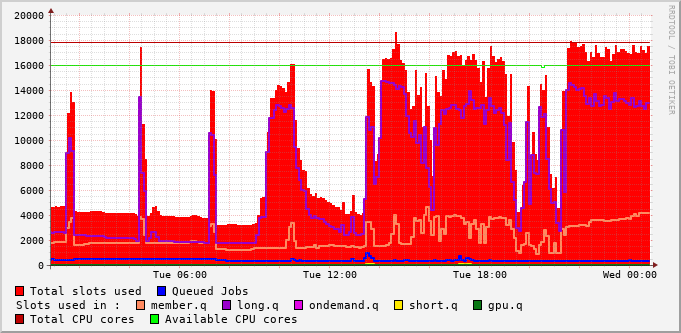 20000
18000
16000
14000
12000
10000
8000
6000
4000
2000
0
Tue 06:00 Tue 12:00 Tue 18:00 Wed 00:00
Total slots used Queued Jobs
Slots used in : member.q long.q ondemand.q short.q gpu.q
Total CPU cores Available CPU cores
RRDTOOL / TOBI OETIKER